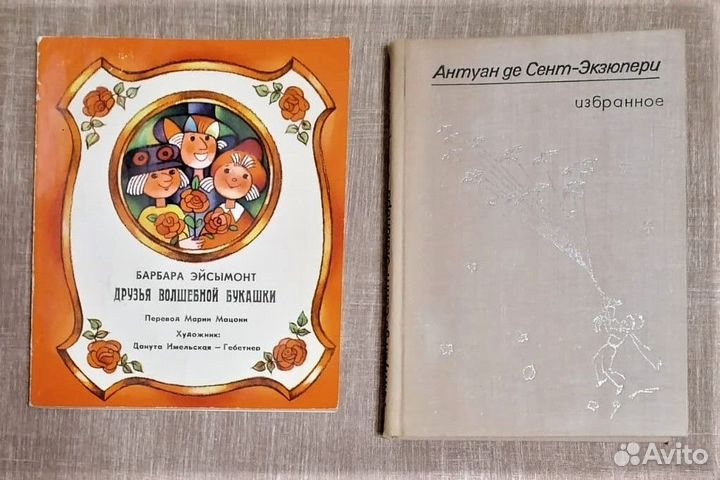 БАРБАРА ЭЙСЫМОНТ
ДРУЗЬЯ ВОЛШЕБНОЙ БУКАШКИ
Перевод Марии Мацони
Художник:
Данута Имельская – Гебетнер
Антуан де Сент-Экзюпери
избранное
Avito